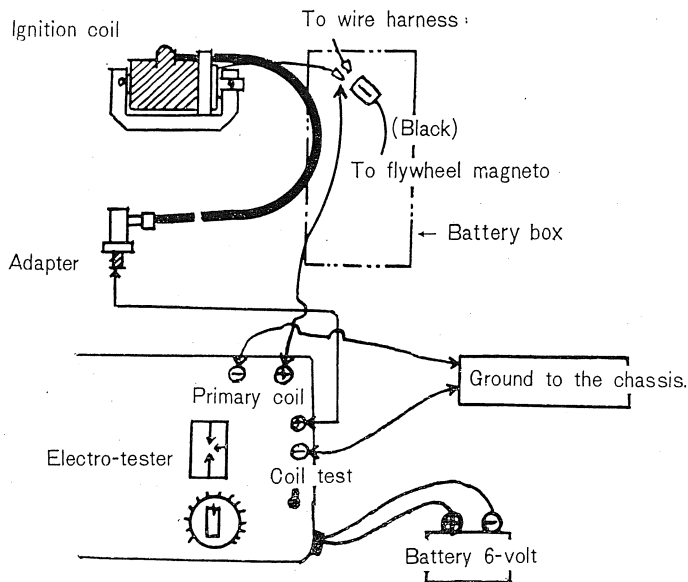 To wire harness:
Ignition coil
(Black)
To flywheel magneto
← Battery box
Adapter
Ground to the chassis.
Primary coil
Electro-tester
Coil test
Battery 6-volt